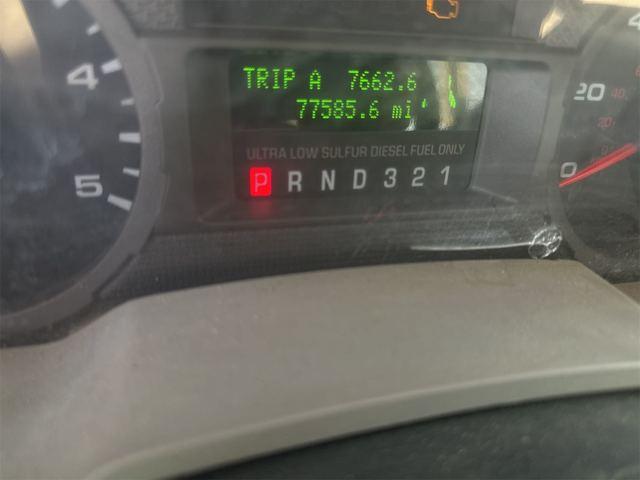 TRIP A 7662.6
77585.6 mi
ULTRA LOW SULFUR DIESEL FUEL ONLY
P R N D 3 2 1
4
5
20
0